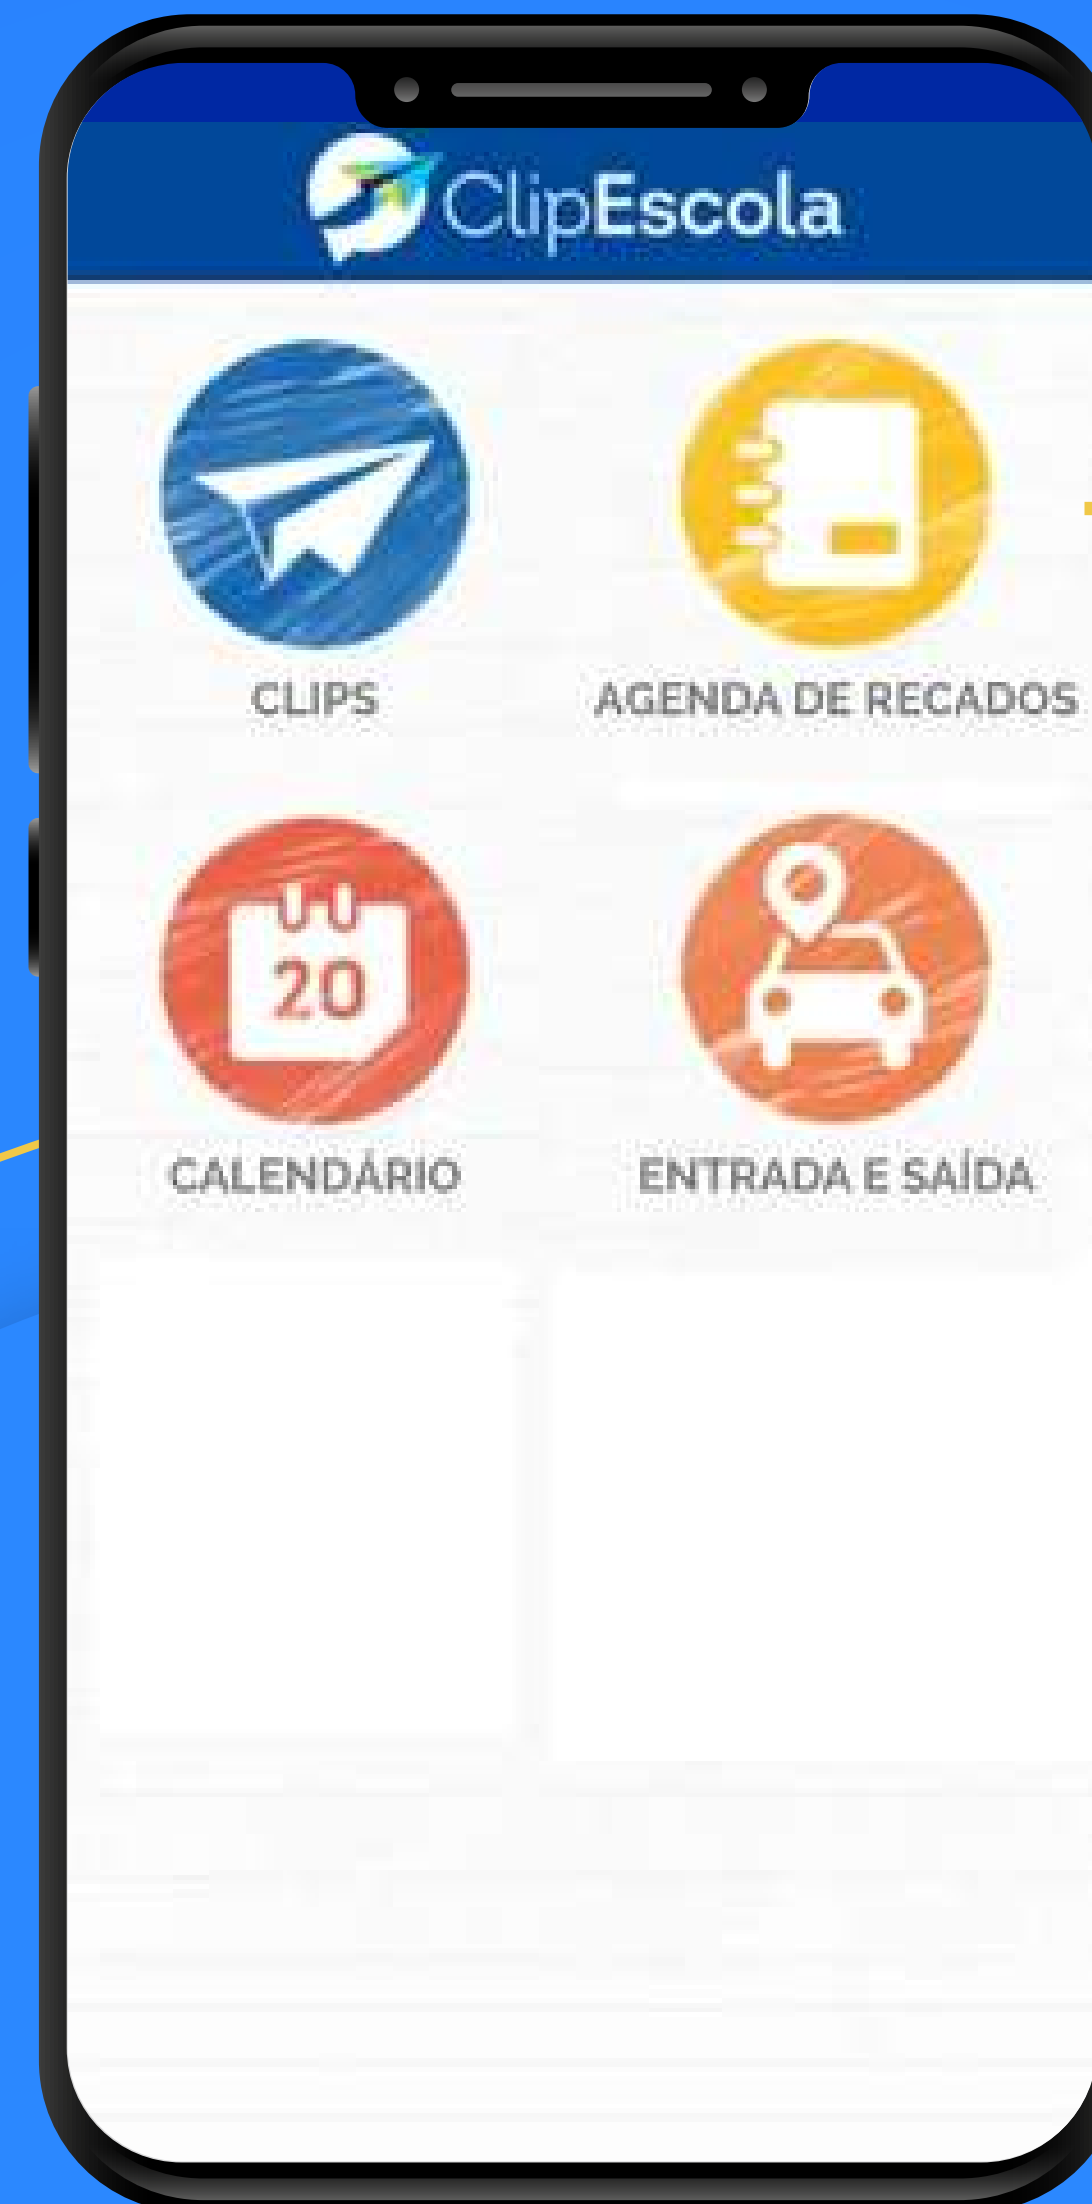 ClipEscola
CLIPS
AGENDA DE RECADOS
20
CALENDÁRIO
ENTRADA E SAÍDA